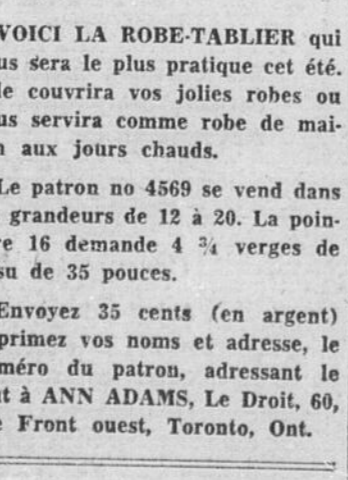 VOICI LA ROBE-TABLIER qui
us sera le plus pratique cet été.
le couvrira vos jolies robes ou
us servira comme robe de mai-
n aux jours chauds.
Le patron no 4569 se vend dans
grandeurs de 12 à 20. La poin-
re 16 demande 4 ¾ verges de
su de 35 pouces.
Envoyez 35 cents (en argent)
primez vos noms et adresse, le
méro du patron, adressant le
ut à ANN ADAMS, Le Droit, 60,
e Front ouest, Toronto, Ont.